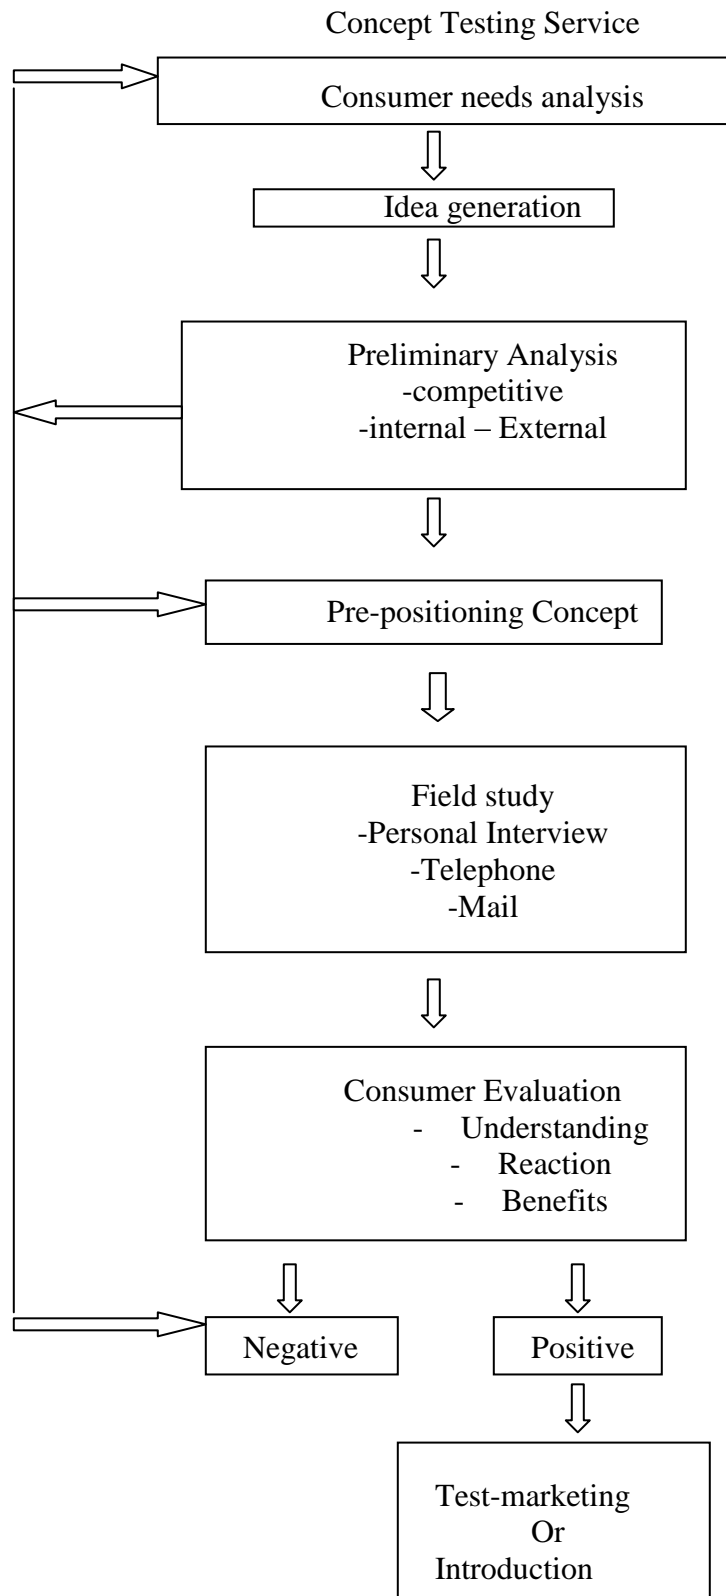 Concept Testing Service
Consumer needs analysis
Idea generation
Preliminary Analysis
-competitive
-internal – External
Pre-positioning Concept
Field study
-Personal Interview
-Telephone
-Mail
Consumer Evaluation
- Understanding
- Reaction
- Benefits
Negative
Positive
Test-marketing
Or
Introduction